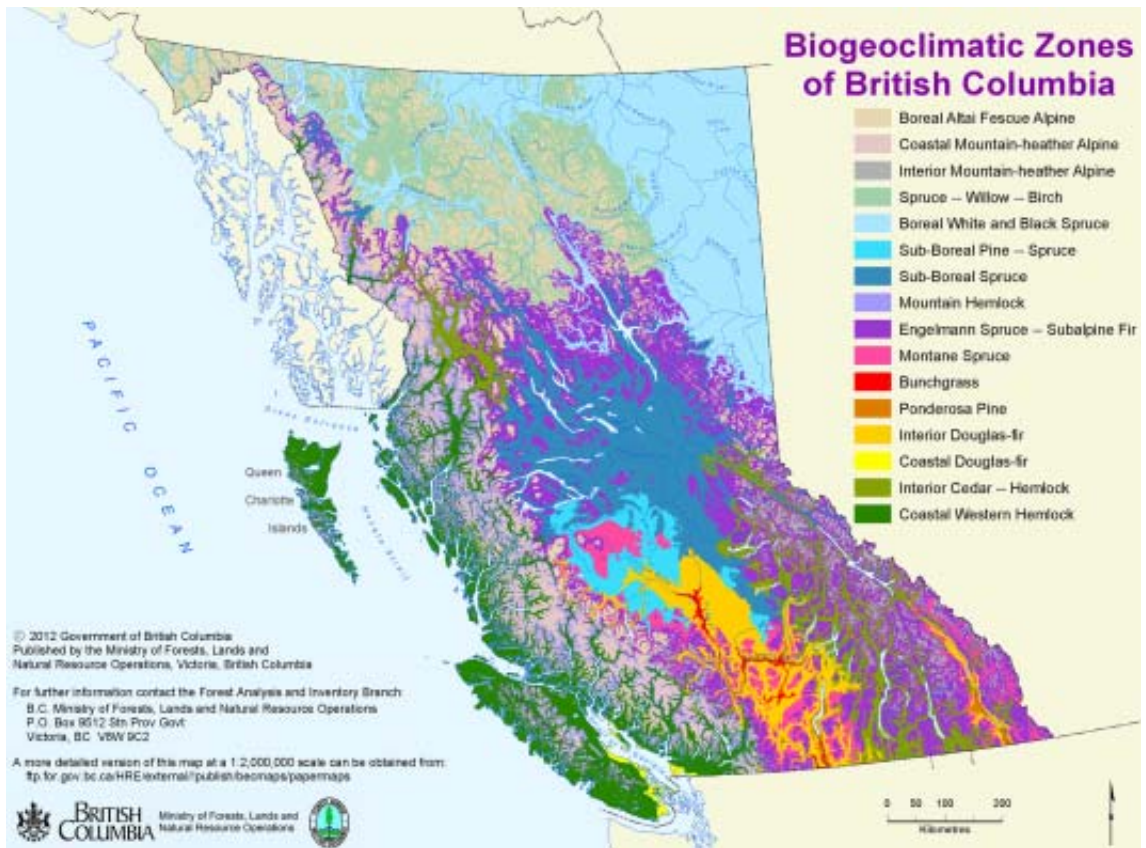 Biogeoclimatic Zones
of British Columbia
Boreal Altai Fescue Alpine
Coastal Mountain-heather Alpine
Interior Mountain-heather Alpine
Spruce -- Willow -- Birch
Boreal White and Black Spruce
Sub-Boreal Pine -- Spruce
Sub-Boreal Spruce
Mountain Hemlock
Engelmann Spruce -- Subalpine Fir
Montane Spruce
Bunchgrass
Ponderosa Pine
Interior Douglas-fir
Coastal Douglas-fir
Interior Cedar -- Hemlock
Coastal Western Hemlock
PACIFIC OCEAN
Dixon Entrance
Queen
Charlotte
Islands
Hecate Strait
© 2012 Government of British Columbia
Published by the Ministry of Forests, Lands and
Natural Resource Operations, Victoria, British Columbia
For further information contact the Forest Analysis and Inventory Branch:
B.C. Ministry of Forests, Lands and Natural Resource Operations
P.O. Box 9512 Stn Prov Govt
Victoria, BC V8W 9C2
A more detailed version of this map at a 1:2,000,000 scale can be obtained from:
ftp.for.gov.bc.ca/HRE/external/!publish/becmaps/papermaps
BRITISH
COLUMBIA
Ministry of Forests, Lands and
Natural Resource Operations
0 50 100 200
Kilometres